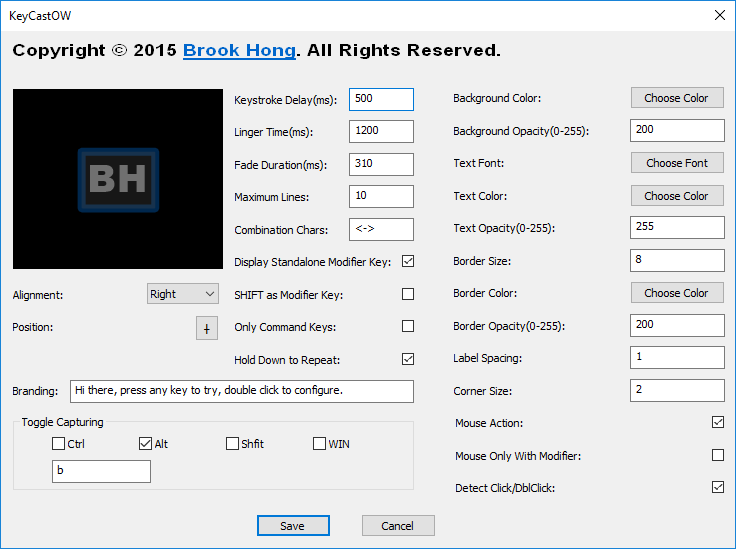 KeyCastOW
Copyright © 2015 Brook Hong. All Rights Reserved.
BH
Keystroke Delay(ms): 500
Linger Time(ms): 1200
Fade Duration(ms): 310
Maximum Lines: 10
Combination Chars: <->
Display Standalone Modifier Key:
Alignment: Right
SHIFT as Modifier Key:
Position:
Only Command Keys:
Hold Down to Repeat:
Branding: Hi there, press any key to try, double click to configure.
Toggle Capturing
Ctrl Alt Shfit WIN
b
Background Color: Choose Color
Background Opacity(0-255): 200
Text Font: Choose Font
Text Color: Choose Color
Text Opacity(0-255): 255
Border Size: 8
Border Color: Choose Color
Border Opacity(0-255): 200
Label Spacing: 1
Corner Size: 2
Mouse Action:
Mouse Only With Modifier:
Detect Click/DblClick:
Save Cancel